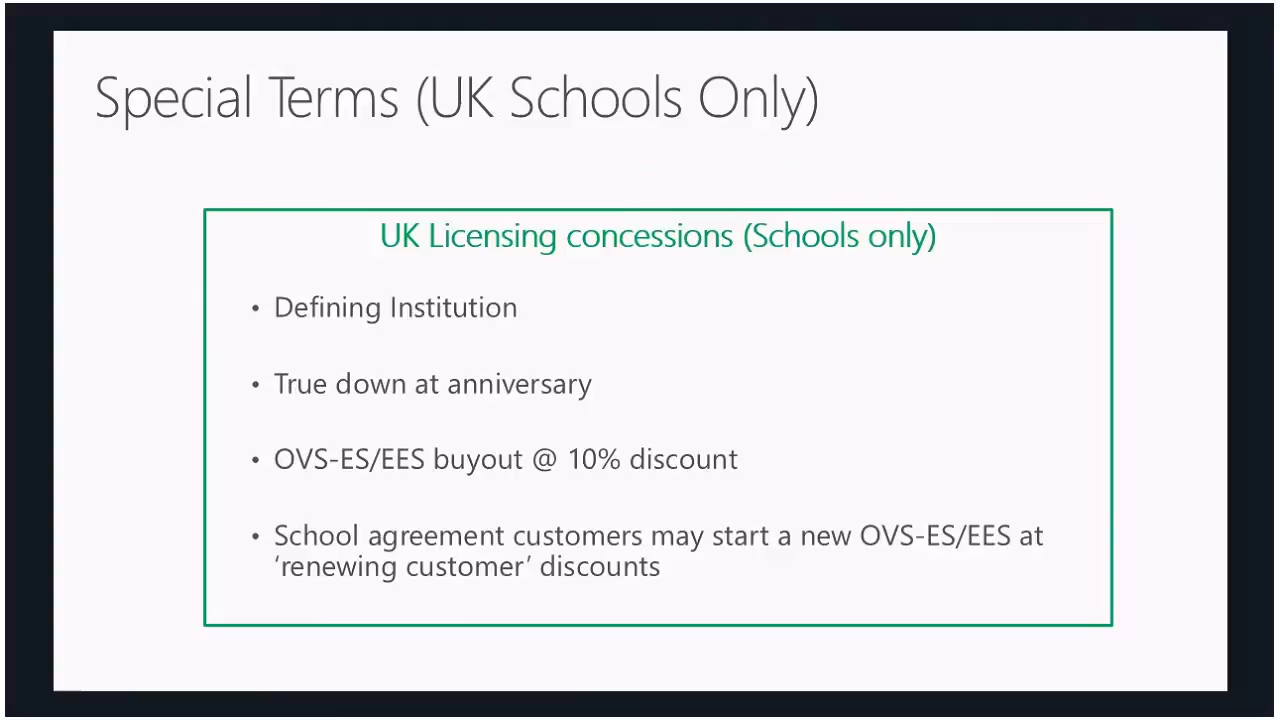 Special Terms (UK Schools Only)
UK Licensing concessions (Schools only)
• Defining Institution
• True down at anniversary
• OVS-ES/EES buyout @ 10% discount
• School agreement customers may start a new OVS-ES/EES at
‘renewing customer’ discounts